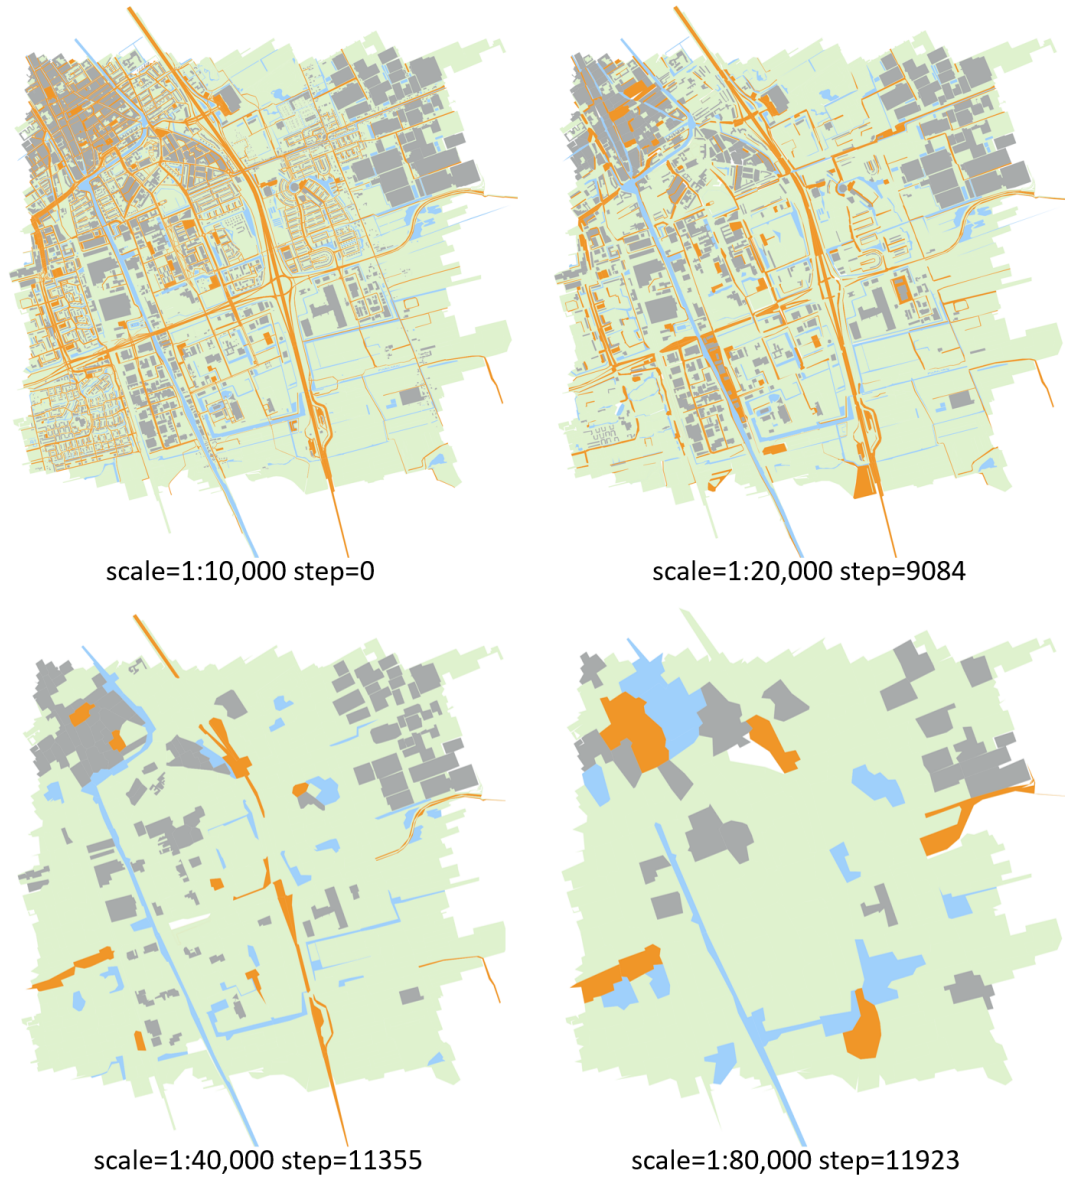 scale=1:10,000 step=0
scale=1:20,000 step=9084
scale=1:40,000 step=11355
scale=1:80,000 step=11923